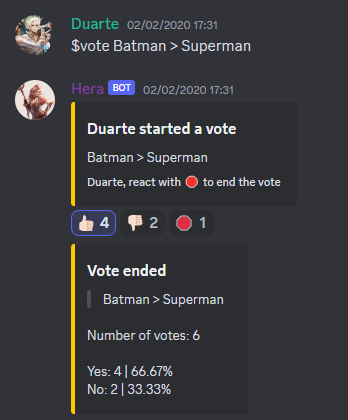 Duarte 02/02/2020 17:31
$vote Batman > Superman
Hera BOT 02/02/2020 17:31
Duarte started a vote
Batman > Superman
Duarte, react with 🛑 to end the vote
👍 4 👎 2 🛑 1
Vote ended
Batman > Superman
Number of votes: 6
Yes: 4 | 66.67%
No: 2 | 33.33%